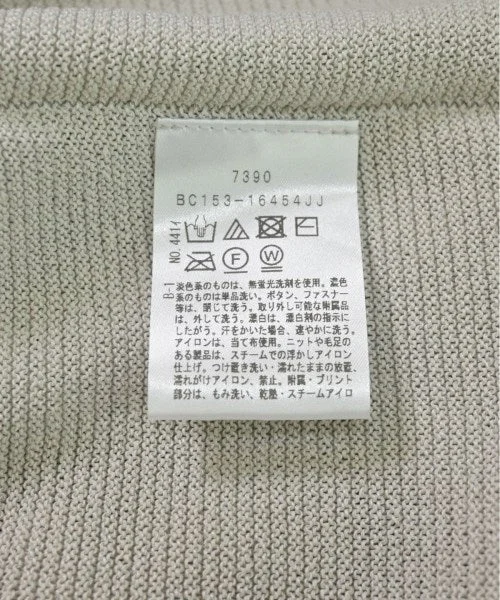 7390
BC153-16454JJ
NO.441イ
F W
B-1
淡色系のものは、無蛍光洗剤を使用。濃色
系のものは単品洗い。ボタン、ファスナー
等は、閉じて洗う。取り外し可能な附属品
は、外して洗う。漂白は、漂白剤の指示に
したがう。汗をかいた場合、速やかに洗う。
アイロンは、当て布使用。ニットや毛足の
ある製品は、スチームでの浮かしアイロン
仕上げ。つけ置き洗い・濡れたままの放置、
濡れがけアイロン、禁止。附属・プリント
部分は、もみ洗い、乾塾・スチームアイロ